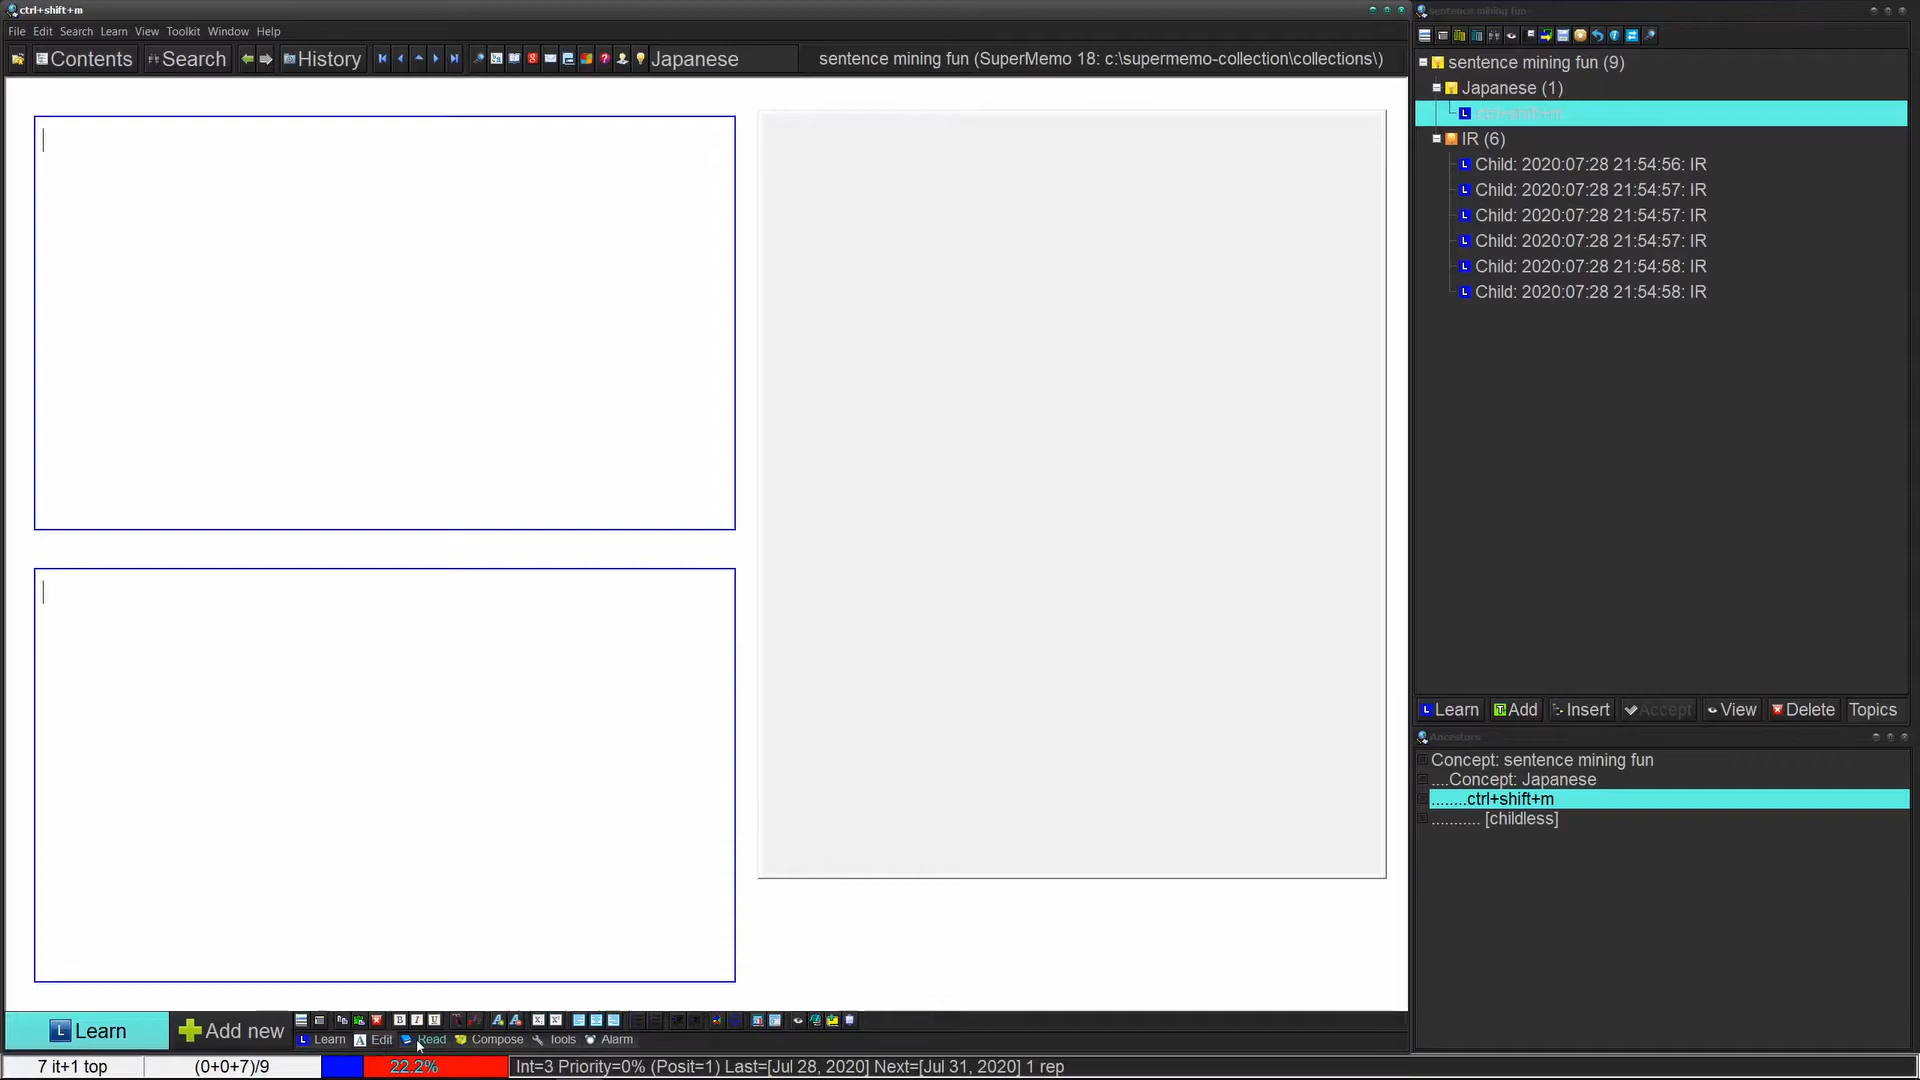 ctrl+shift+m
File Edit Search Learn View Toolkit Window Help
Contents Search History Japanese sentence mining fun (SuperMemo 18: c:\supermemo-collection\collections\)
sentence mining fun
sentence mining fun (9)
Japanese (1)
ctrl+shift+m
IR (6)
Child: 2020:07:28 21:54:56: IR
Child: 2020:07:28 21:54:57: IR
Child: 2020:07:28 21:54:57: IR
Child: 2020:07:28 21:54:57: IR
Child: 2020:07:28 21:54:58: IR
Child: 2020:07:28 21:54:58: IR
Learn Add Insert Accept View Delete Topics
Ancestors
Concept: sentence mining fun
....Concept: Japanese
........ctrl+shift+m
........... [childless]
Learn Add new
Learn Edit Read Compose Tools Alarm
7 it+1 top (0+0+7)/9 22.2% Int=3 Priority=0% (Posit=1) Last=[Jul 28, 2020] Next=[Jul 31, 2020] 1 rep